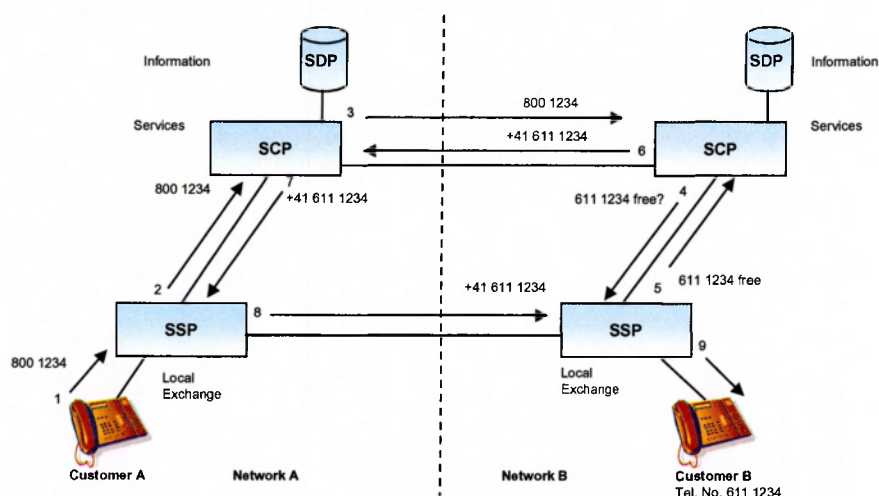 SDP
SDP
Information
Information
3
800 1234
Services
Services
+41 611 1234
SCP
SCP
6
7
800 1234
+41 611 1234
611 1234 free?
4
2
8
+41 611 1234
5
611 1234 free
SSP
SSP
800 1234
9
Local
Exchange
Local
Exchange
1
Customer A
Network A
Network B
Customer B
Tel. No. 611 1234